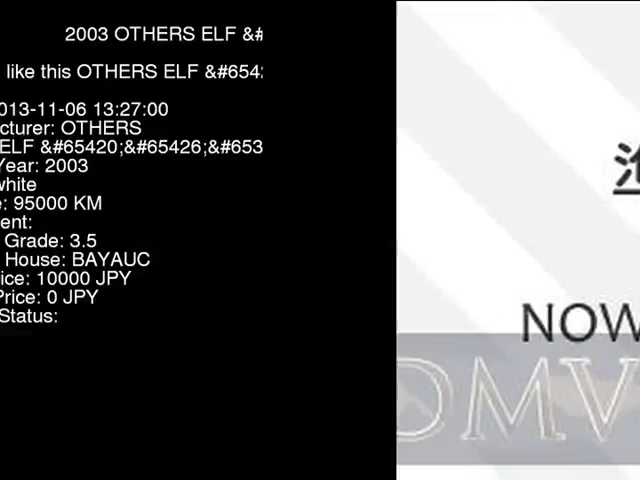 2003 OTHERS ELF &#
like this OTHERS ELF &#654
013-11-06 13:27:00
cturer: OTHERS
ELF &#65420;&#65426;&#653
Year: 2003
white
e: 95000 KM
ent:
Grade: 3.5
House: BAYAUC
ice: 10000 JPY
Price: 0 JPY
Status:
NOW
DMV